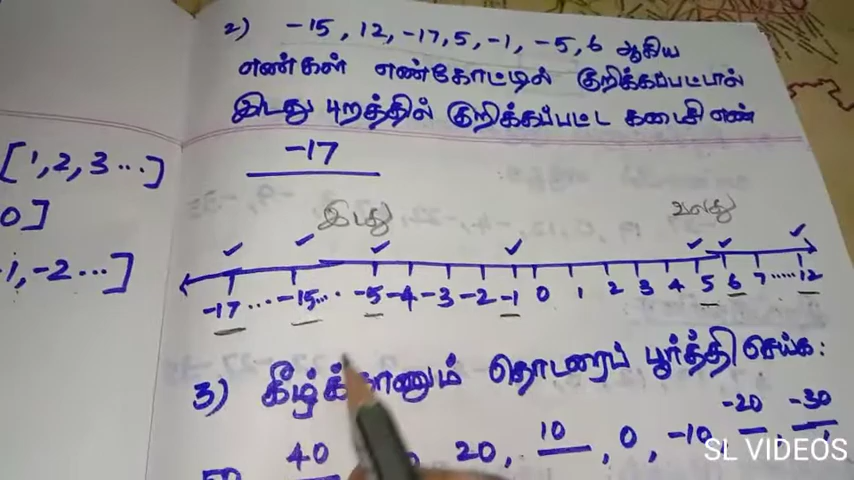 2) -15, 12, -17, 5, -1, -5, 6 ஆகிய
எண்கள் எண்கோட்டில் குறிக்கப்பட்டால்
இடது புறத்தில் குறிக்கப்பட்ட கடைசி எண்
-17
[1, 2, 3 ...]
0]
-1, -2 ...]
இடது வலது
-17 ... -15 ... -5 -4 -3 -2 -1 0 1 2 3 4 5 6 7 ..... 12
3) கீழ்க்காணும் தொடரைப் பூர்த்தி செய்க:
40 20, 10, 0, -10, -20, -30
SL VIDEOS